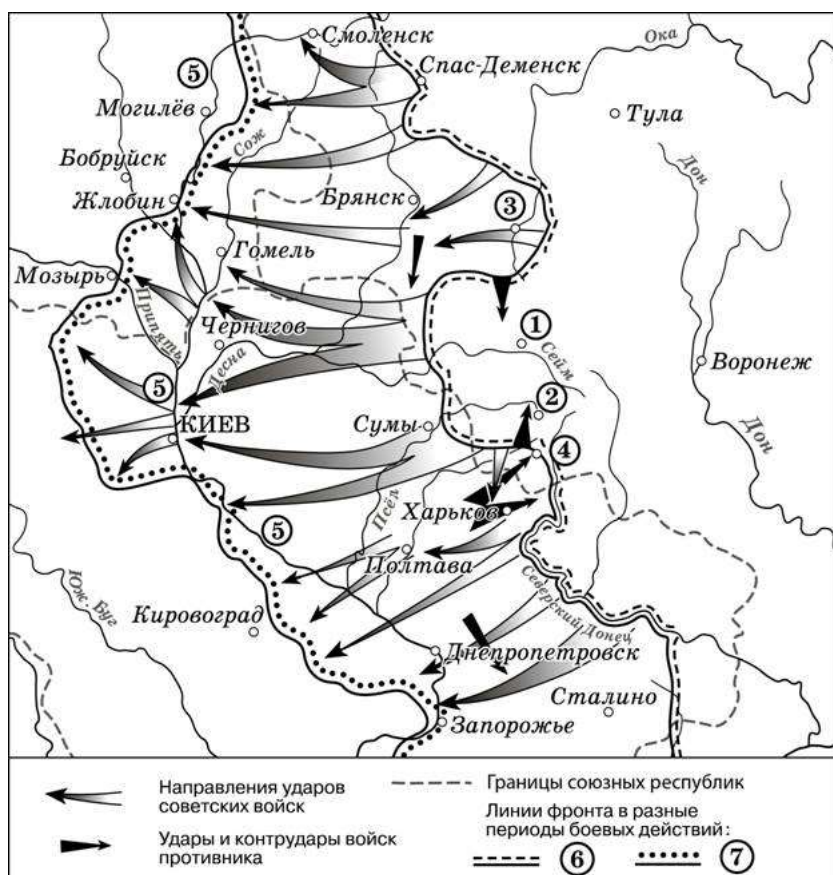 Смоленск
Ока
⑤
Спас-Деменск
Могилёв
Тула
Сож
Дон
Бобруйск
Жлобин
Брянск
③
Гомель
Мозырь
Припять
Чернигов
①
Сейм
Десна
Воронеж
⑤
②
КИЕВ
Сумы
Дон
④
Харьков
Псёл
⑤
Полтава
Юж. Буг
Северский Донец
Кировоград
Днепропетровск
Сталино
Запорожье
Направления ударов
советских войск
Удары и контрудары войск
противника
Границы союзных республик
Линии фронта в разные
периоды боевых действий:
⑥ ⑦